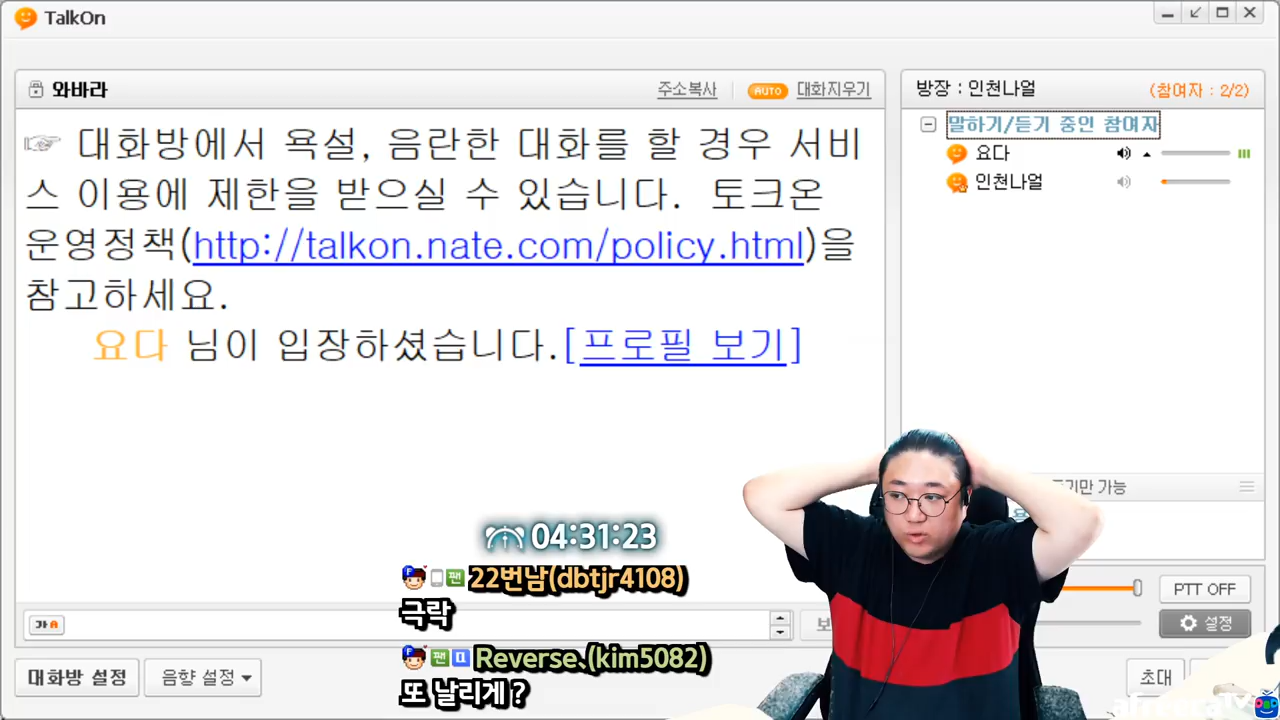 TalkOn
와바라
주소복사
AUTO
대화지우기
방장 : 인천나얼
(참여자 : 2/2)
☞ 대화방에서 욕설, 음란한 대화를 할 경우 서비
스 이용에 제한을 받으실 수 있습니다. 토크온
운영정책(http://talkon.nate.com/policy.html)을
참고하세요.
요다 님이 입장하셨습니다.[프로필 보기]
말하기/듣기 중인 참여자
요다
인천나얼
가능
04:31:23
22번남(dbtjr4108)
극락
Reverse.(kim5082)
또 날리게?
가A
PTT OFF
설정
대화방 설정
음향 설정
초대